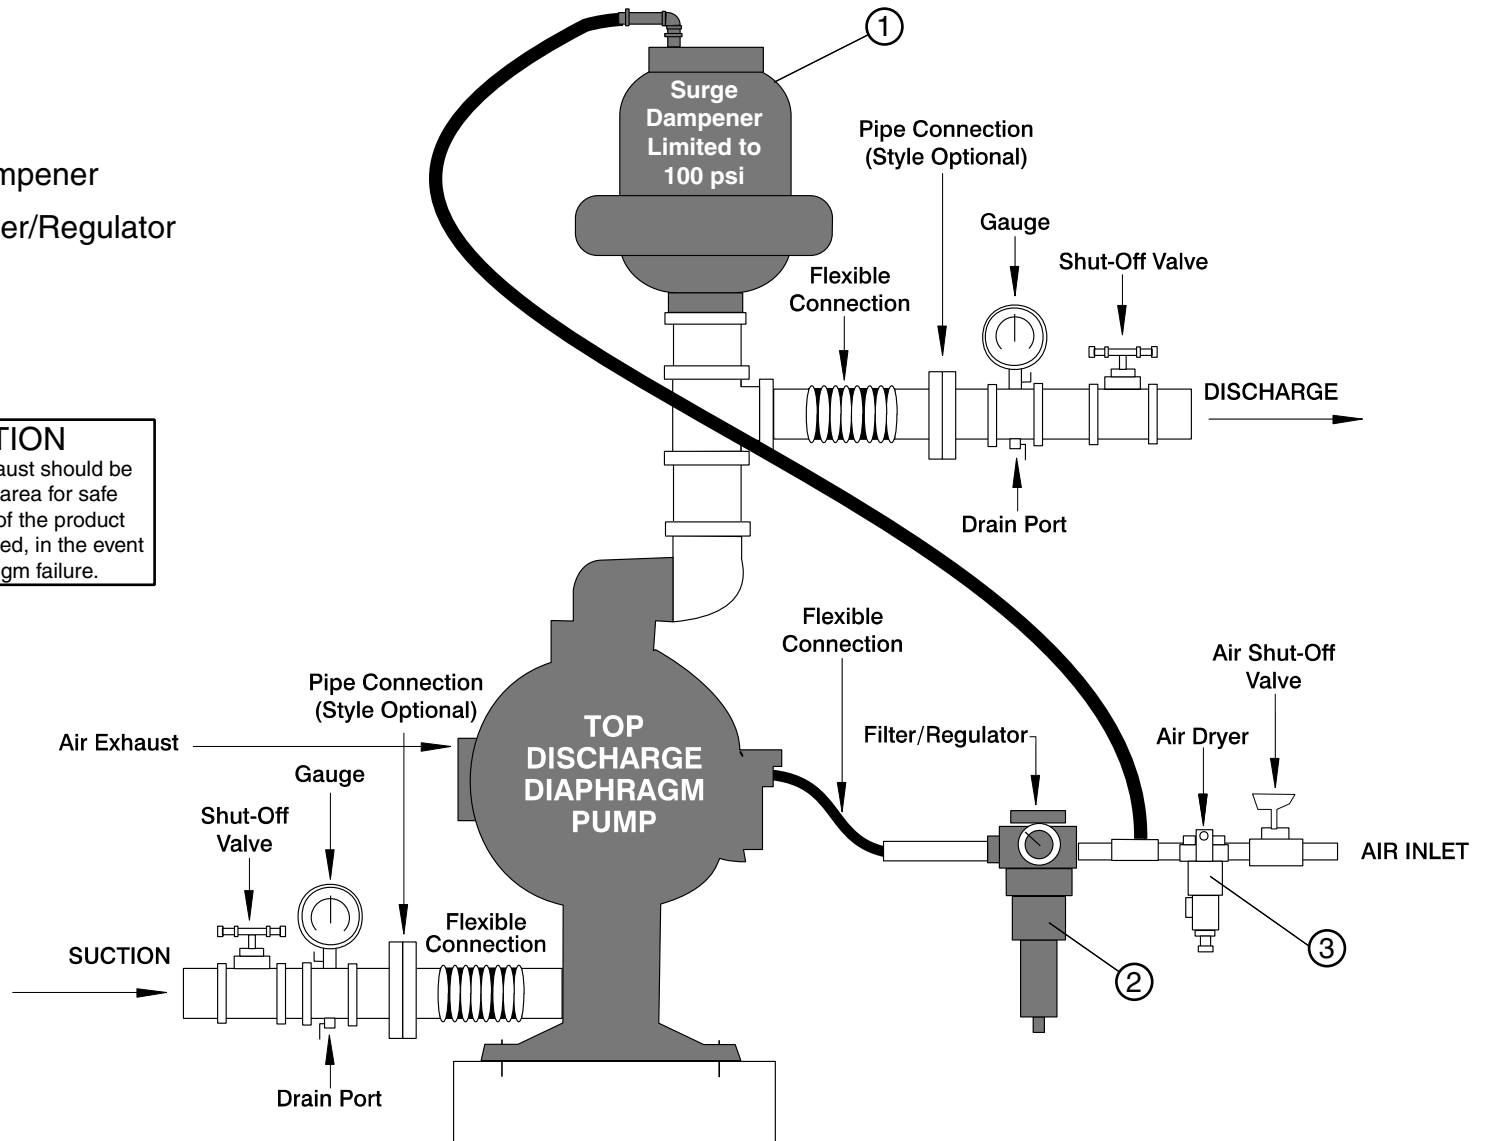 1
Surge
Dampener
Limited to
100 psi
Pipe Connection
(Style Optional)
mpener
er/Regulator
Gauge
Shut-Off Valve
Flexible
Connection
DISCHARGE
Drain Port
TION
aust should be
area for safe
of the product
ed, in the event
gm failure.
Flexible
Connection
Air Shut-Off
Valve
Pipe Connection
(Style Optional)
Air Exhaust
TOP
DISCHARGE
DIAPHRAGM
PUMP
Filter/Regulator
Air Dryer
Gauge
Shut-Off
Valve
AIR INLET
Flexible
Connection
SUCTION
3
2
Drain Port